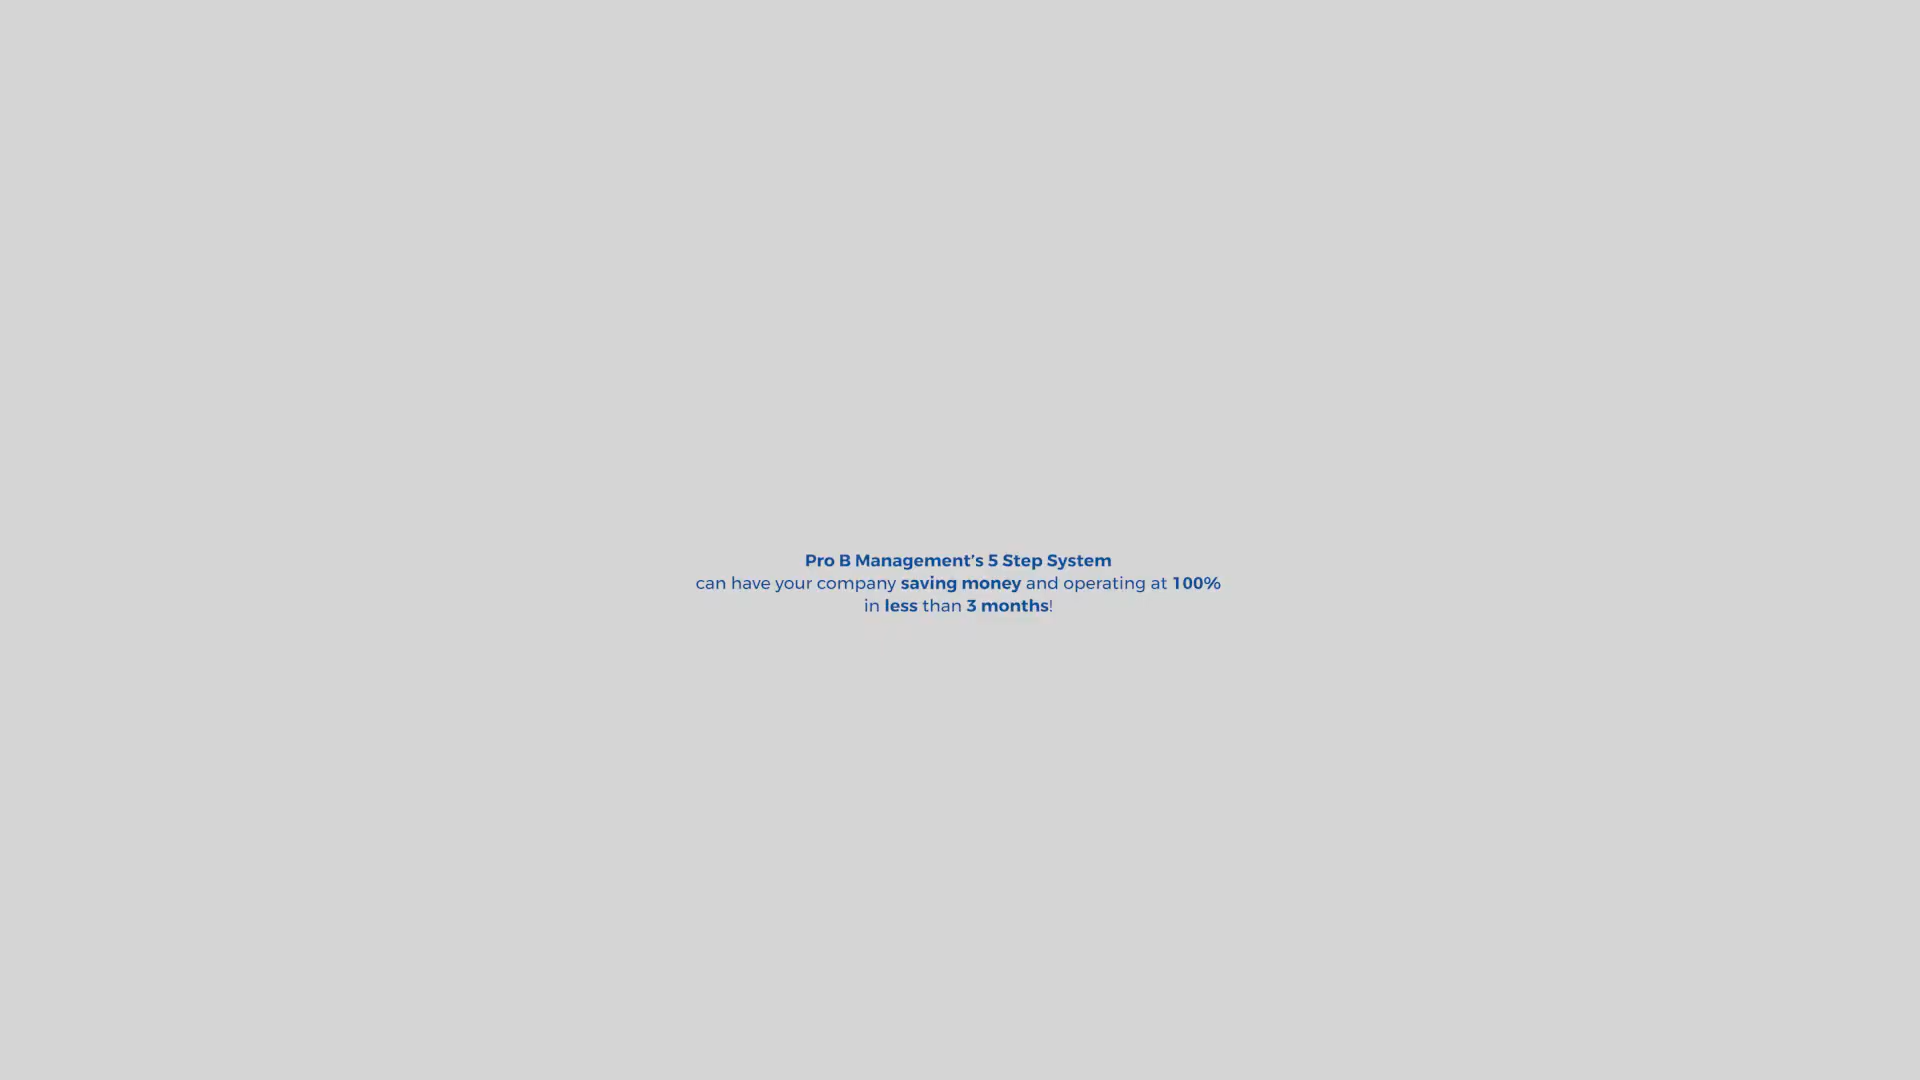 Pro B Management's 5 Step System
can have your company saving money and operating at 100%
in less than 3 months!